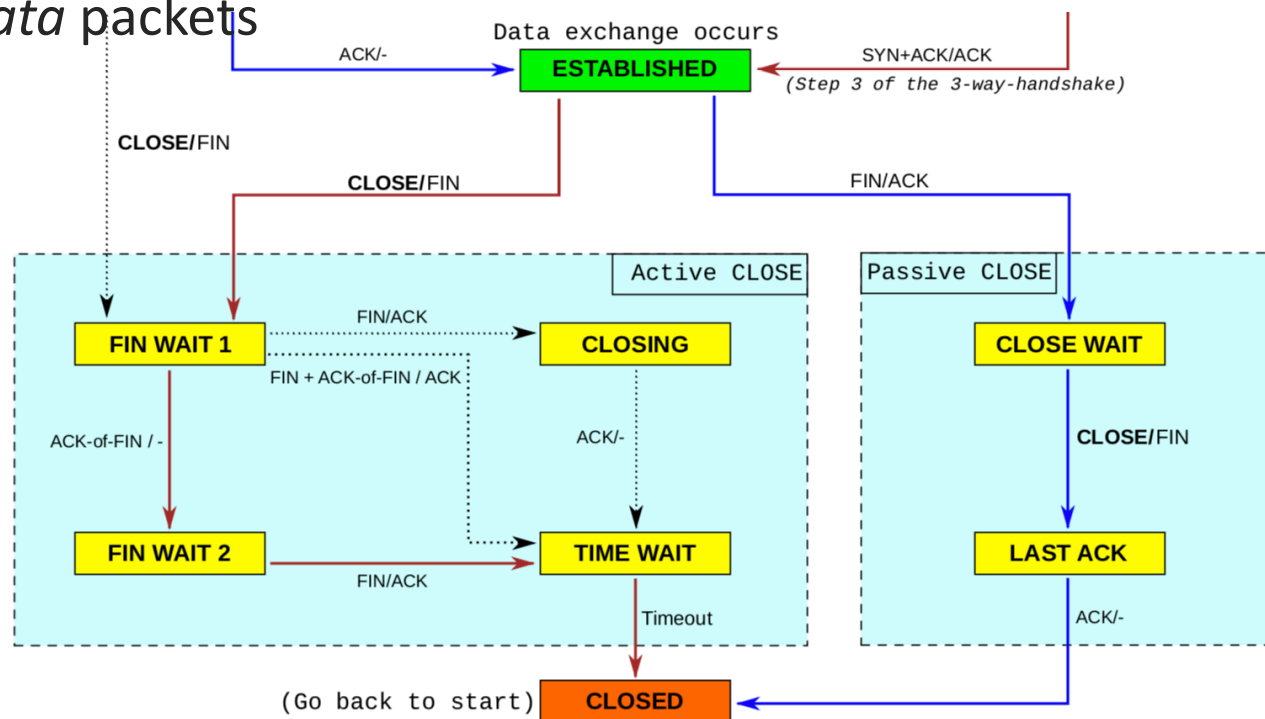 ata packets
Data exchange occurs
ACK/-
ESTABLISHED
SYN+ACK/ACK
(Step 3 of the 3-way-handshake)
CLOSE/FIN
CLOSE/FIN
FIN/ACK
Active CLOSE
Passive CLOSE
FIN WAIT 1
FIN/ACK
CLOSING
CLOSE WAIT
FIN + ACK-of-FIN / ACK
ACK-of-FIN / -
ACK/-
CLOSE/FIN
FIN WAIT 2
TIME WAIT
LAST ACK
FIN/ACK
Timeout
ACK/-
(Go back to start)
CLOSED